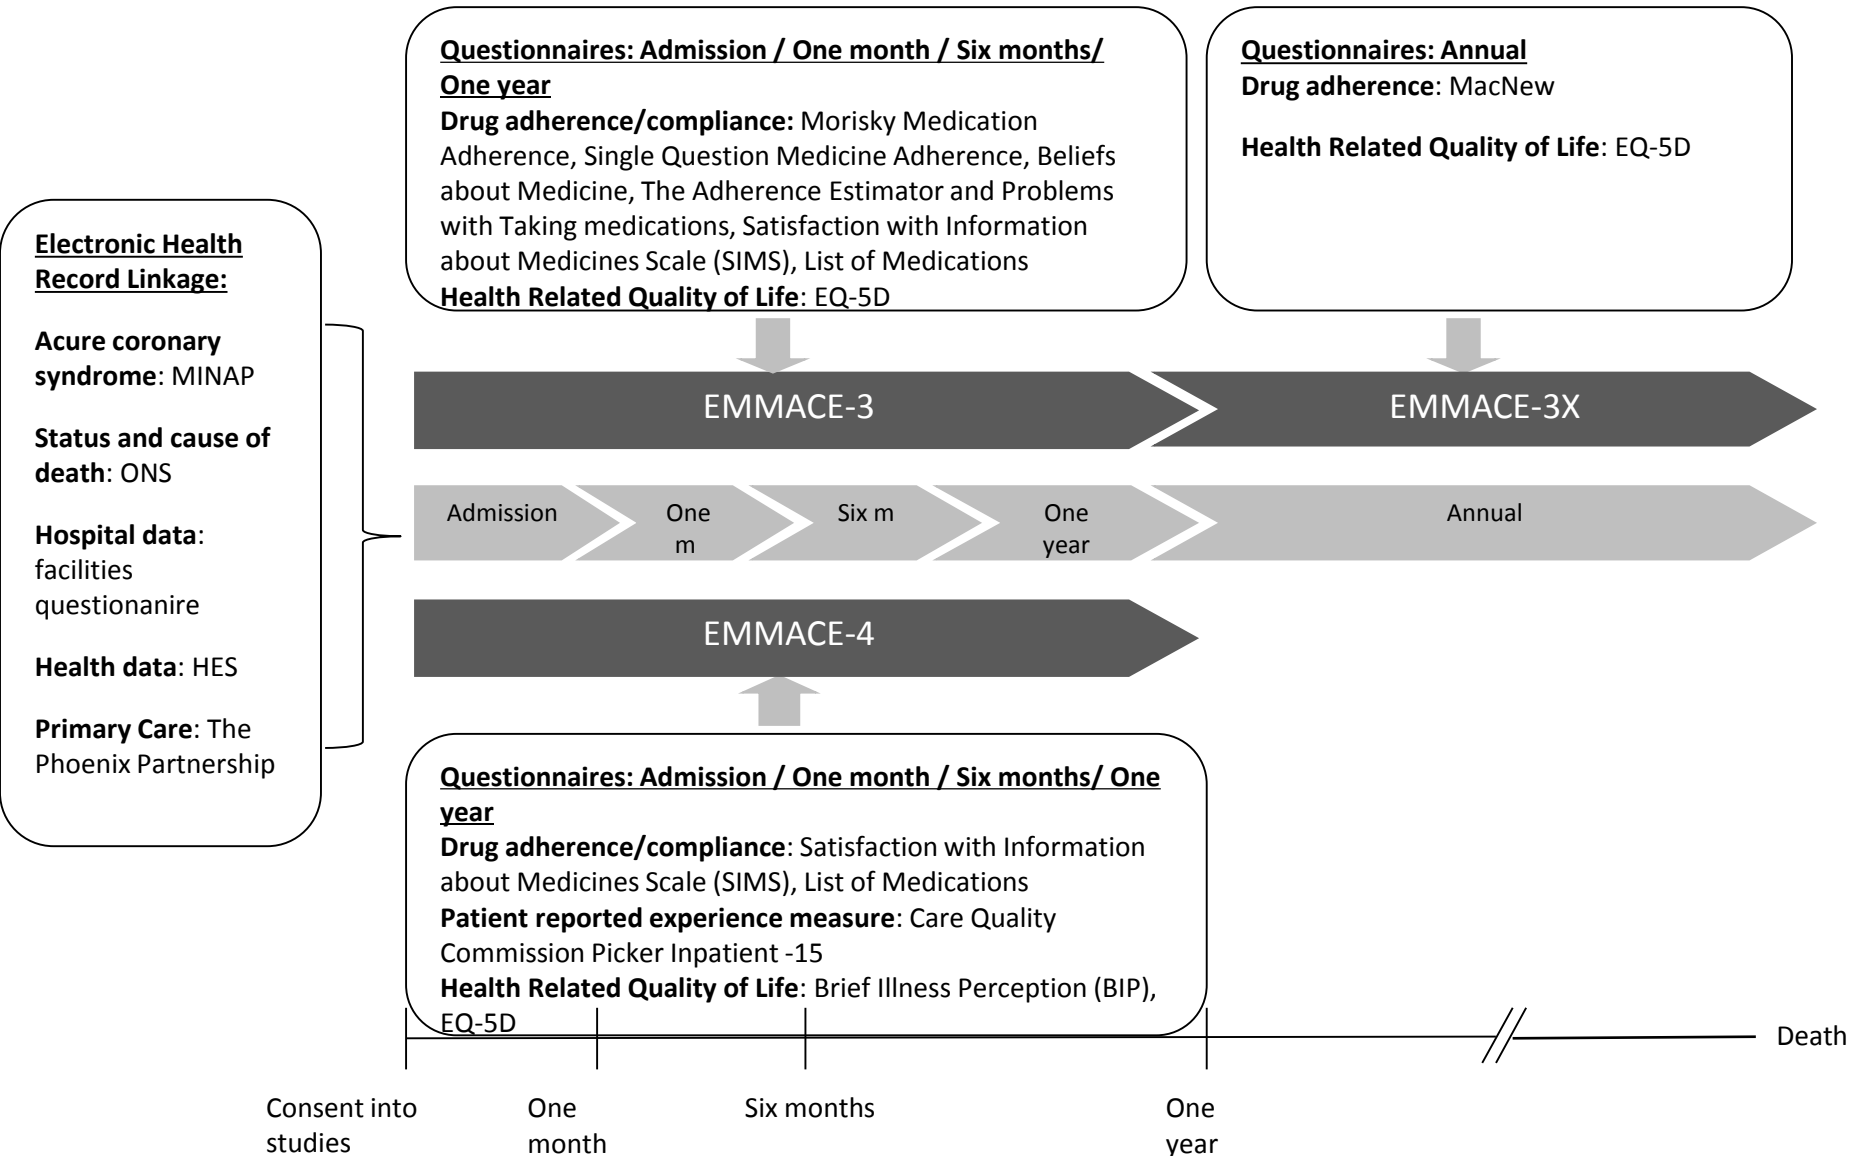 Questionnaires: Admission / One month / Six months/
One year
Drug adherence/compliance: Morisky Medication
Adherence, Single Question Medicine Adherence, Beliefs
about Medicine, The Adherence Estimator and Problems
with Taking medications, Satisfaction with Information
about Medicines Scale (SIMS), List of Medications
Health Related Quality of Life: EQ-5D
Questionnaires: Annual
Drug adherence: MacNew
Health Related Quality of Life: EQ-5D
Electronic Health
Record Linkage:
Acure coronary
syndrome: MINAP
Status and cause of
death: ONS
Hospital data:
facilities
questionanire
Health data: HES
Primary Care: The
Phoenix Partnership
EMMACE-3
EMMACE-3X
Admission
One
m
Six m
One
year
Annual
EMMACE-4
Questionnaires: Admission / One month / Six months/ One
year
Drug adherence/compliance: Satisfaction with Information
about Medicines Scale (SIMS), List of Medications
Patient reported experience measure: Care Quality
Commission Picker Inpatient -15
Health Related Quality of Life: Brief Illness Perception (BIP),
EQ-5D
Death
Consent into
studies
One
month
Six months
One
year